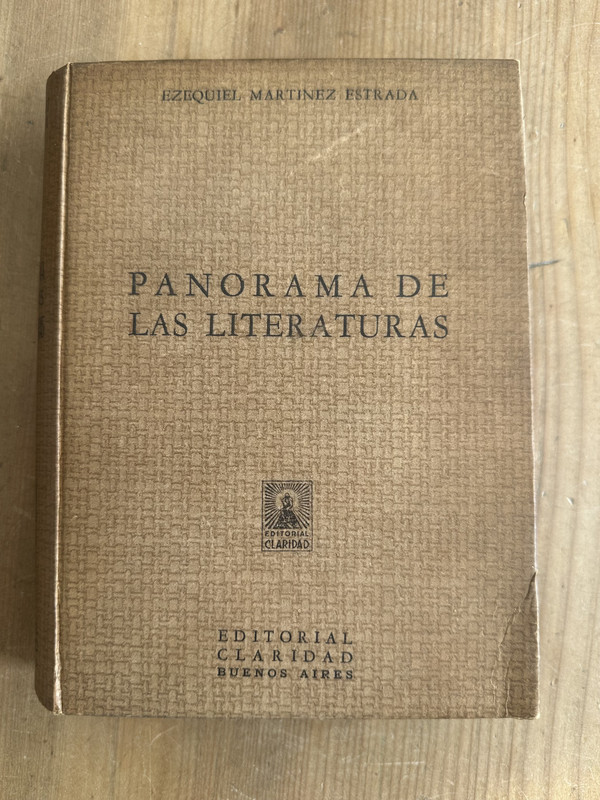 EZEQUIEL MARTINEZ ESTRADA
PANORAMA DE
LAS LITERATURAS
EDITORIAL
CLARIDAD
EDITORIAL
CLARIDAD
BUENOS AIRES